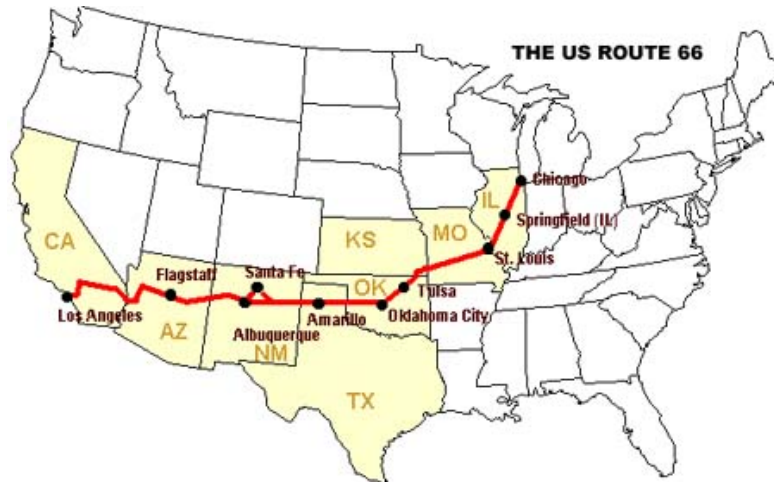 THE US ROUTE 66
Chicago
IL
Springfield (IL)
CA
KS
MO
St. Louis
Flagstaff
Santa Fe
OK
Tulsa
Los Angeles
Amarillo
Oklahoma City
AZ
Albuquerque
NM
TX